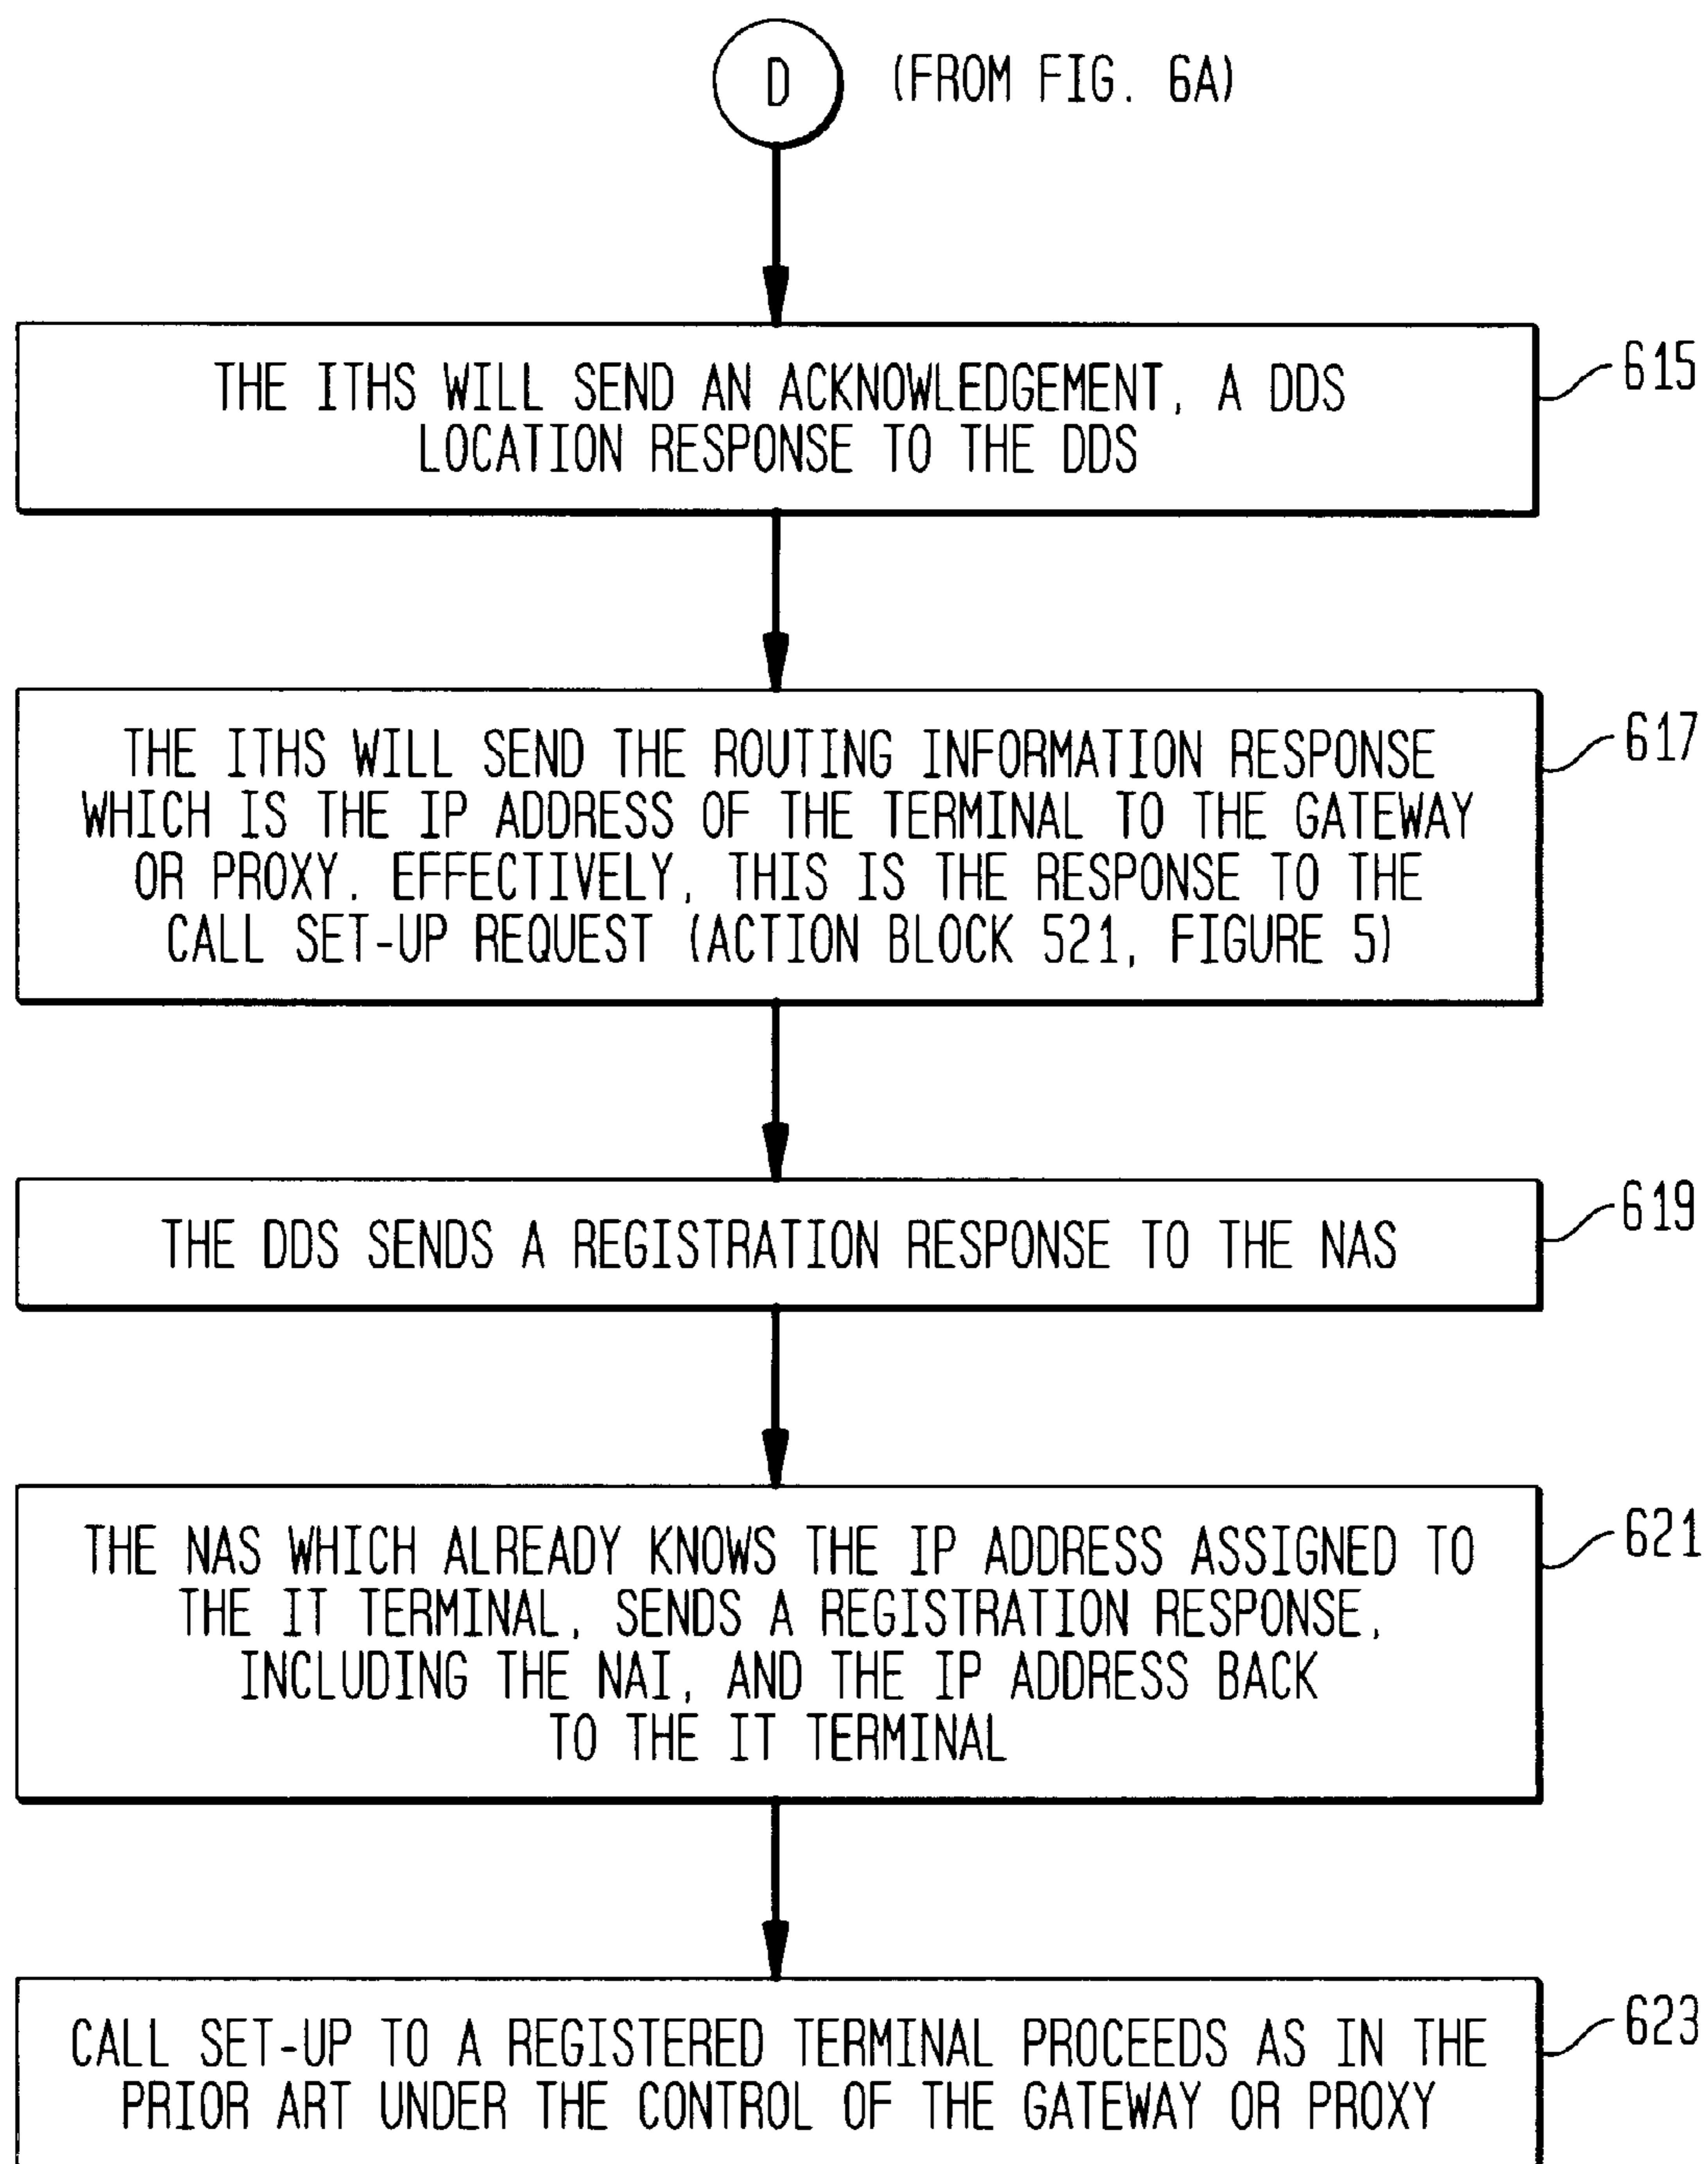 D (FROM FIG. 6A)
THE ITHS WILL SEND AN ACKNOWLEDGEMENT, A DDS
LOCATION RESPONSE TO THE DDS
615
THE ITHS WILL SEND THE ROUTING INFORMATION RESPONSE
WHICH IS THE IP ADDRESS OF THE TERMINAL TO THE GATEWAY
OR PROXY. EFFECTIVELY, THIS IS THE RESPONSE TO THE
CALL SET-UP REQUEST (ACTION BLOCK 521, FIGURE 5)
617
THE DDS SENDS A REGISTRATION RESPONSE TO THE NAS
619
THE NAS WHICH ALREADY KNOWS THE IP ADDRESS ASSIGNED TO
THE IT TERMINAL, SENDS A REGISTRATION RESPONSE,
INCLUDING THE NAI, AND THE IP ADDRESS BACK
TO THE IT TERMINAL
621
CALL SET-UP TO A REGISTERED TERMINAL PROCEEDS AS IN THE
PRIOR ART UNDER THE CONTROL OF THE GATEWAY OR PROXY
623